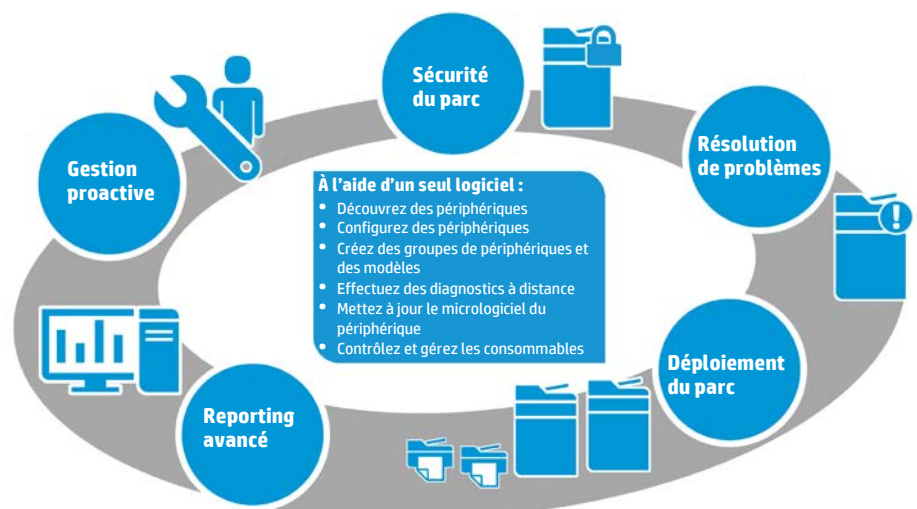 Sécurité
du parc
Gestion
proactive
Résolution
de problèmes
À l'aide d'un seul logiciel :
• Découvrez des périphériques
• Configurez des périphériques
• Créez des groupes de périphériques et
des modèles
• Effectuez des diagnostics à distance
• Mettez à jour le micrologiciel du
périphérique
• Contrôlez et gérez les consommables
Déploiement
du parc
Reporting
avancé